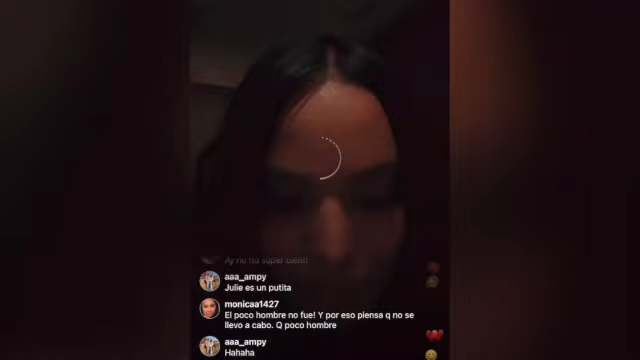 Ay no
super bien!!
aaa_ampy
Julie es un putita
monicaa1427
El poco hombre no fue! Y por eso piensa q no se
llevo a cabo. Q poco hombre
aaa_ampy
Hahaha